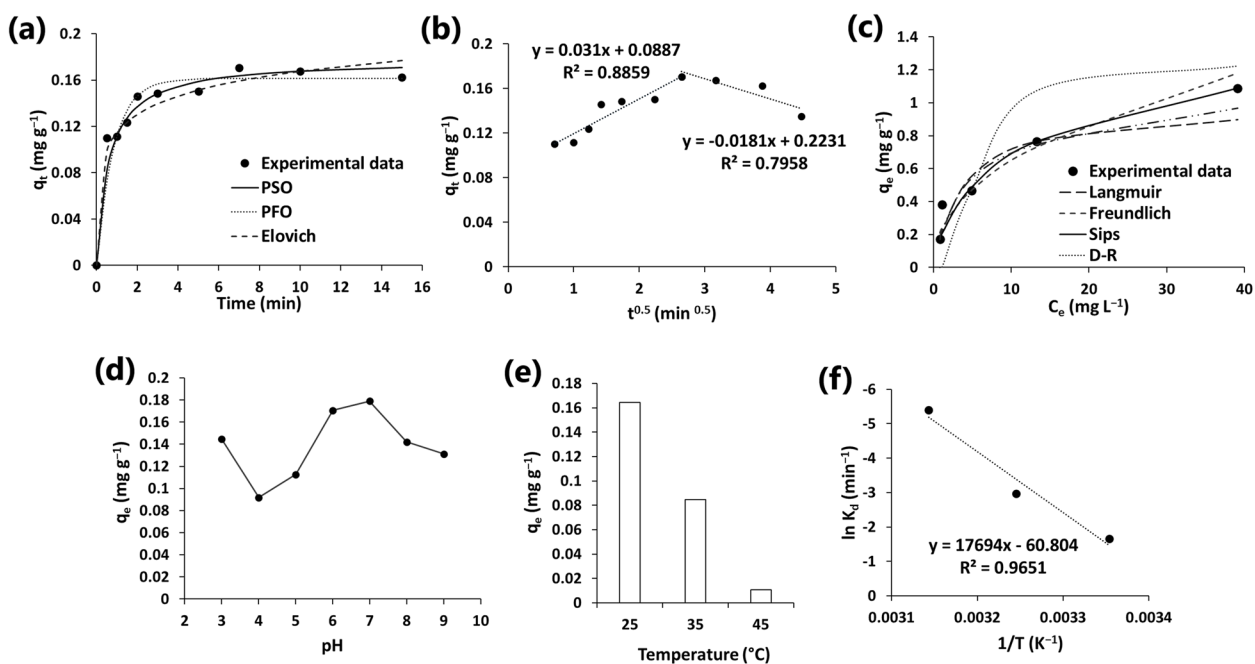 (a)
0.2
0.16
0.12
0.08
0.04
0
qt (mg g–1)
Experimental data
PSO
PFO
Elovich
0 2 4 6 8 10 12 14 16
Time (min)
(b)
0.2
0.16
0.12
0.08
0.04
0
qt (mg g–1)
y = 0.031x + 0.0887
R² = 0.8859
y = -0.0181x + 0.2231
R² = 0.7958
0 1 2 3 4 5
t0.5 (min 0.5)
(c)
1.4
1.2
1
0.8
0.6
0.4
0.2
0
qe (mg g–1)
Experimental data
Langmuir
Freundlich
Sips
D-R
0 10 20 30 40
Ce (mg L–1)
(d)
0.2
0.18
0.16
0.14
0.12
0.1
0.08
0.06
0.04
0.02
0
qe (mg g–1)
2 3 4 5 6 7 8 9 10
pH
(e)
0.18
0.16
0.14
0.12
0.10
0.08
0.06
0.04
0.02
0
qe (mg g–1)
25 35 45
Temperature (°C)
(f)
-6
-5
-4
-3
-2
-1
0
ln Kd (min–1)
y = 17694x - 60.804
R² = 0.9651
0.0031 0.0032 0.0033 0.0034
1/T (K–1)